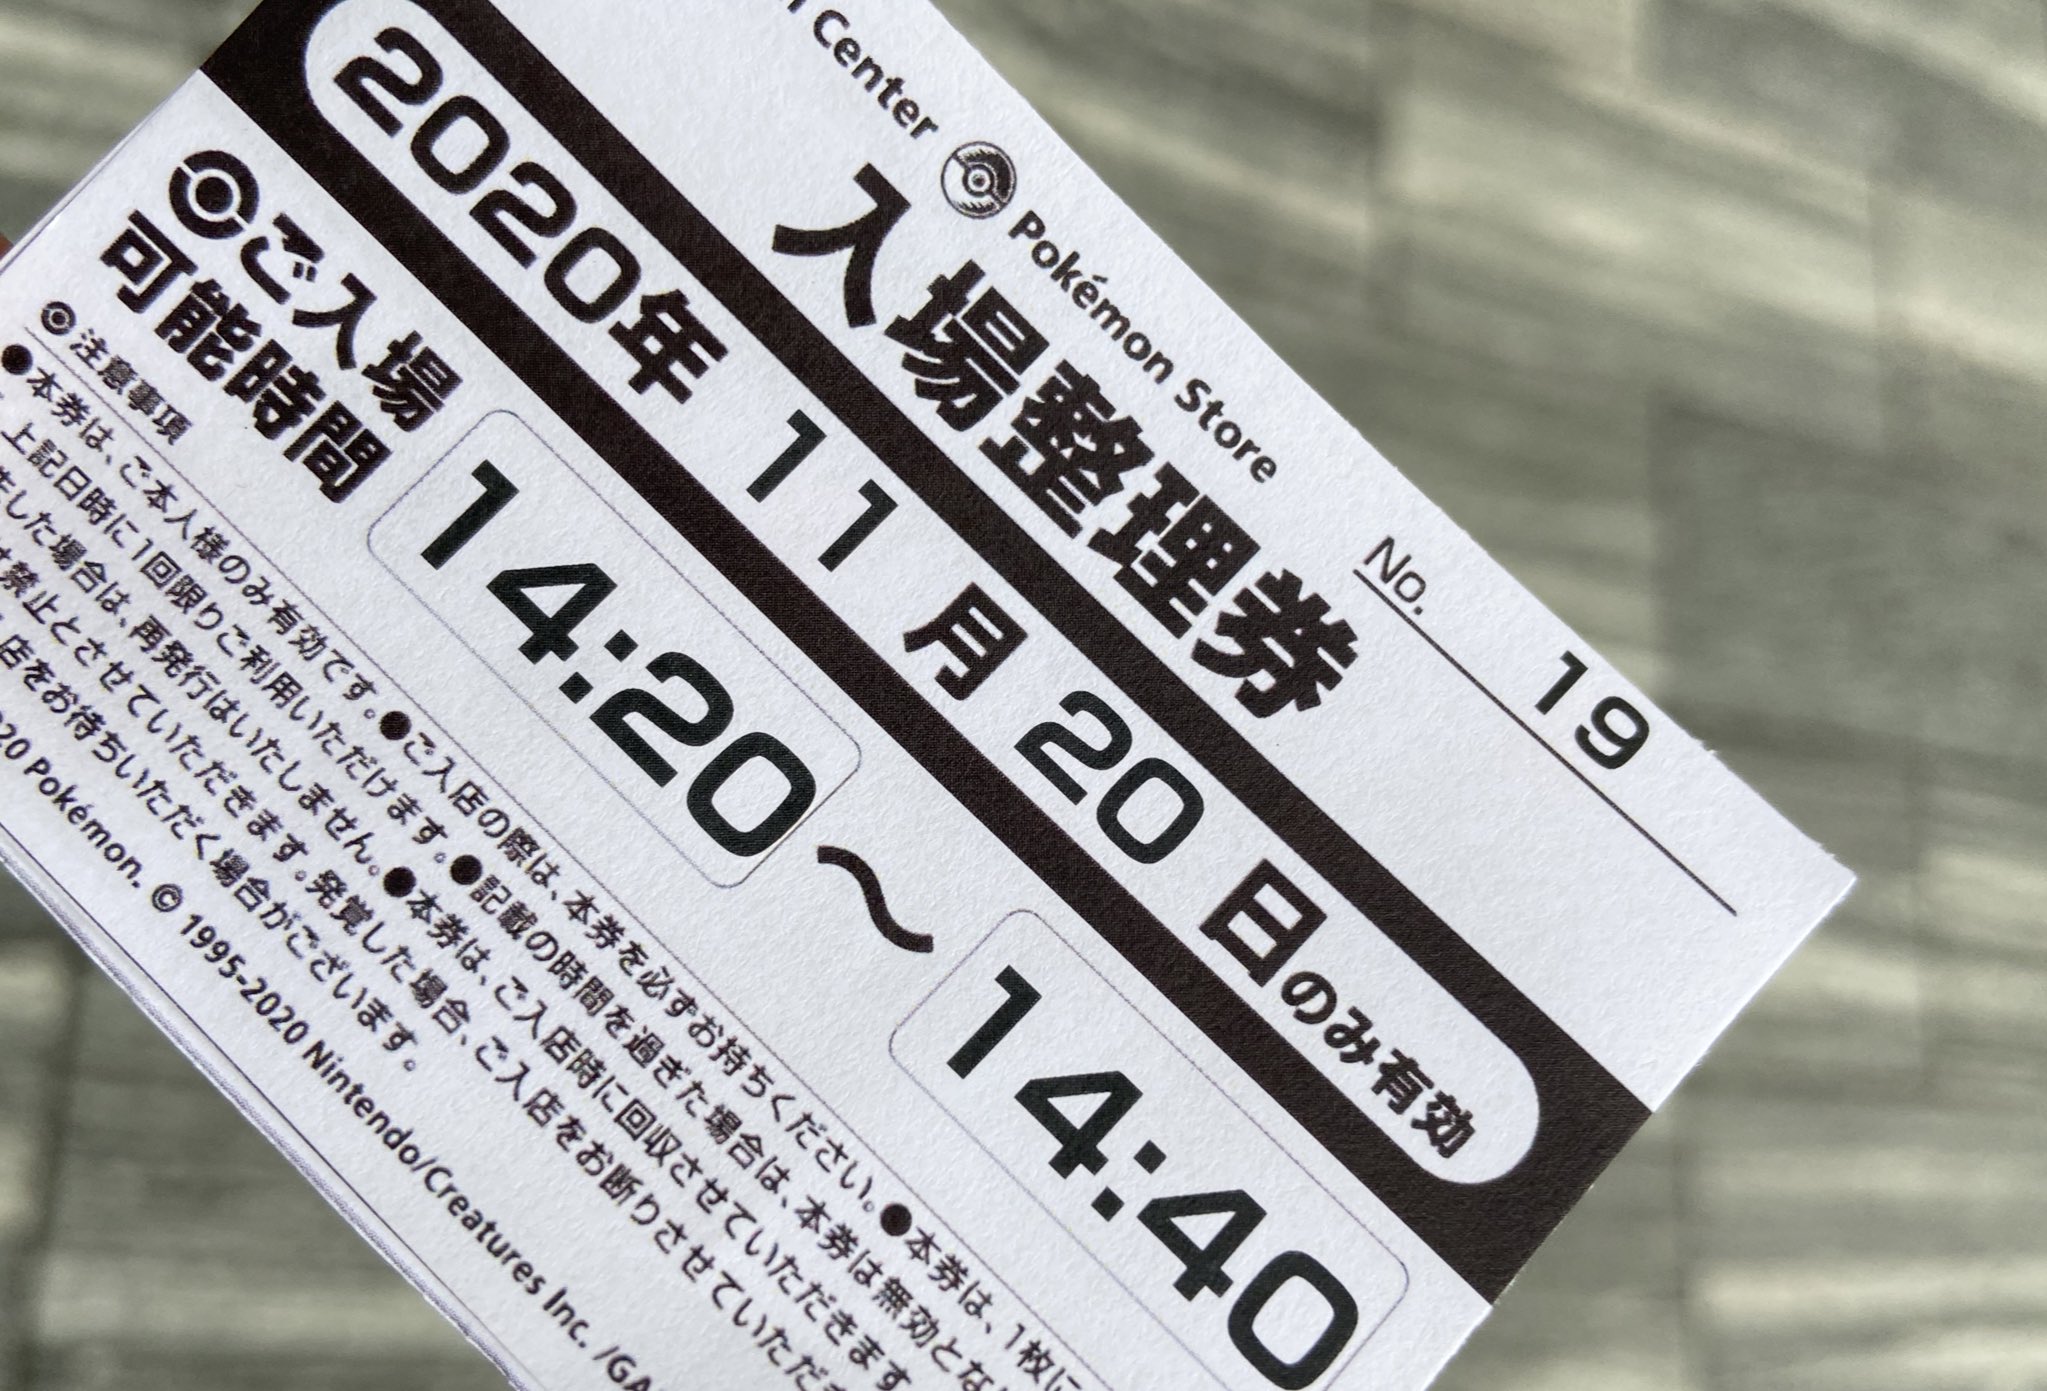 Center Pokémon Store
入場整理券
No. 19
2020年 11月 20日のみ有効
ご入場
可能時間
14:20 〜 14:40
注意事項
●本券は、ご本人様のみ有効です。●ご入店の際は、本券を必ずお持ちください。●本券は、1枚に
上記日時に1回限りご利用いただけます。●記載の時間を過ぎた場合は、本券は無効とな
した場合は、再発行はいたしません。●本券は、ご入店時に回収させていただきます
禁止とさせていただきます。発覚した場合、ご入店をお断りさせていただき
店をお待ちいただく場合がございます。
20 Pokémon. © 1995-2020 Nintendo/Creatures Inc. /GA